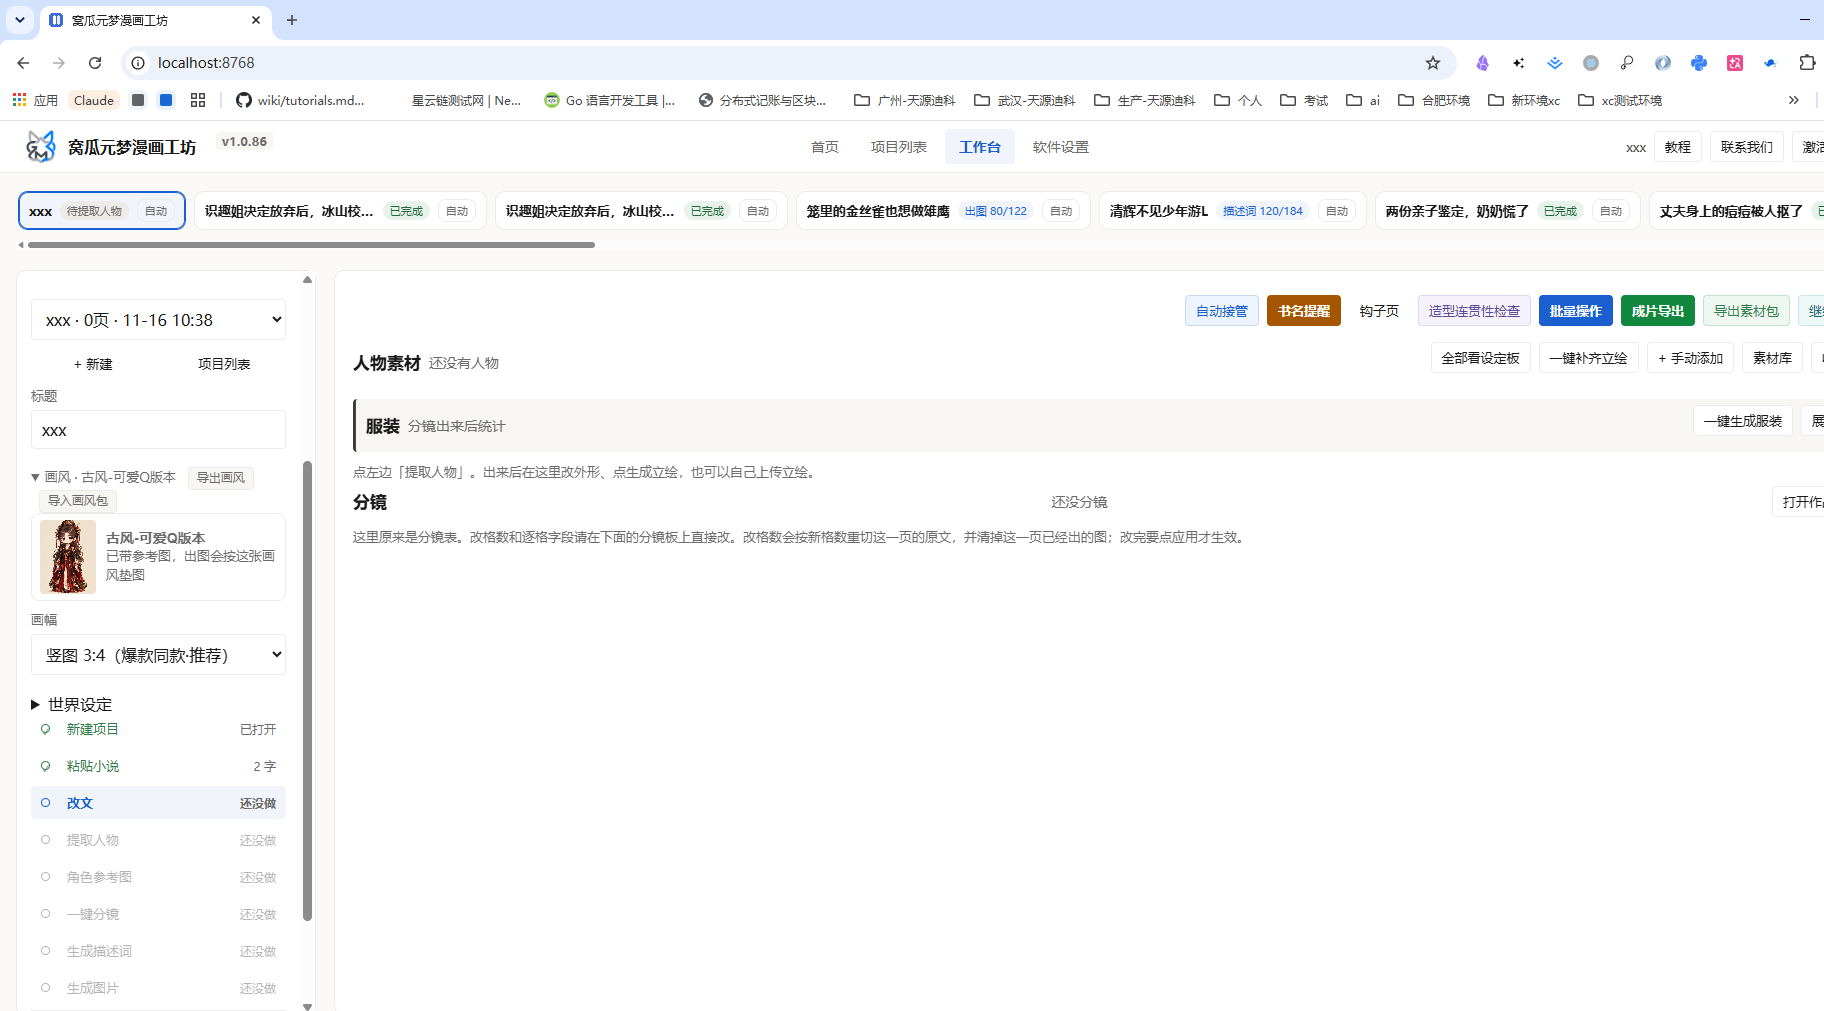 窝瓜元梦漫画工坊
localhost:8768
应用 Claude wiki/tutorials.md... 星云链测试网 | Ne... Go 语言开发工具 |... 分布式记账与区块... 广州-天源迪科 武汉-天源迪科 生产-天源迪科 个人 考试 ai 合肥环境 新环境xc xc测试环境
窝瓜元梦漫画工坊 v1.0.86 首页 项目列表 工作台 软件设置 xxx 教程 联系我们 激活
xxx 待提取人物 自动 识趣姐决定放弃后，冰山校... 已完成 自动 识趣姐决定放弃后，冰山校... 已完成 自动 笼里的金丝雀也想做雄鹰 出图 80/122 自动 清辉不见少年游L 描述词 120/184 自动 两份亲子鉴定，奶奶慌了 已完成 自动 丈夫身上的痘痘被人抠了
xxx · 0页 · 11-16 10:38
+ 新建 项目列表
标题
xxx
画风 · 古风-可爱Q版本 导出画风
导入画风包
古风-可爱Q版本
已带参考图，出图会按这张画
风垫图
画幅
竖图 3:4（爆款同款·推荐）
世界设定
新建项目 已打开
粘贴小说 2 字
改文 还没做
提取人物 还没做
角色参考图 还没做
一键分镜 还没做
生成描述词 还没做
生成图片 还没做
自动接管 书名提醒 钩子页 造型连贯性检查 批量操作 成片导出 导出素材包
人物素材 还没有人物 全部看设定板 一键补齐立绘 + 手动添加 素材库
服装 分镜出来后统计 一键生成服装 展
点左边「提取人物」。出来后在这里改外形、点生成立绘，也可以自己上传立绘。
分镜 还没分镜 打开作
这里原来是分镜表。改格数和逐格字段请在下面的分镜板上直接改。改格数会按新格数重切这一页的原文，并清掉这一页已经出的图；改完要点应用才生效。